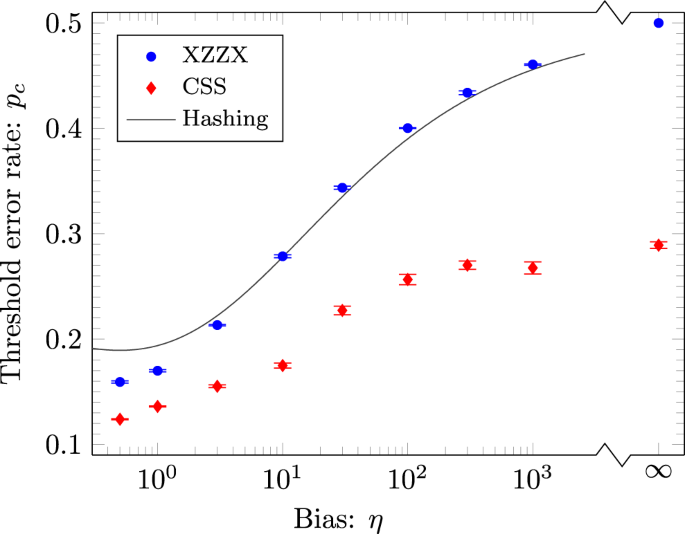 0.5
0.4
0.3
0.2
0.1
Threshold error rate: p_c
XZZX
CSS
Hashing
10^0
10^1
10^2
10^3
∞
Bias: η